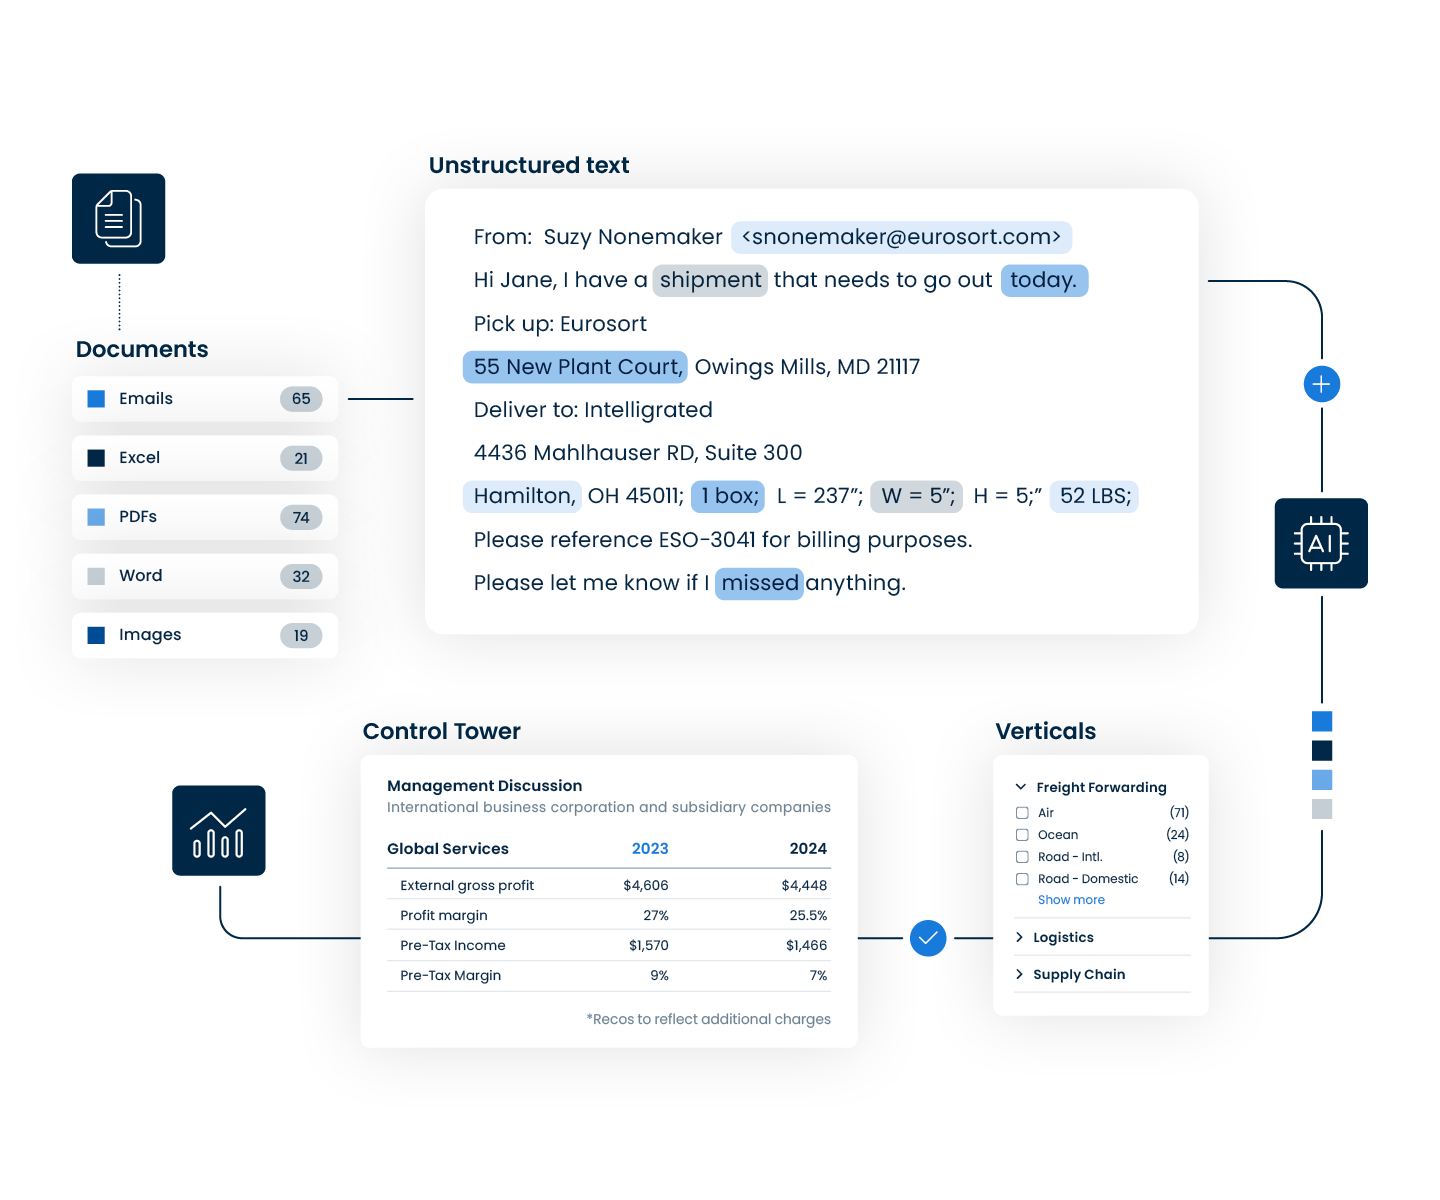 Unstructured text
From: Suzy Nonemaker <snonemaker@eurosort.com>
Hi Jane, I have a shipment that needs to go out today.
Pick up: Eurosort
55 New Plant Court, Owings Mills, MD 21117
Deliver to: Intelligrated
4436 Mahlhauser RD, Suite 300
Hamilton, OH 45011; 1 box; L = 237”; W = 5”; H = 5;” 52 LBS;
Please reference ESO-3041 for billing purposes.
Please let me know if I missed anything.
Documents
Emails 65
Excel 21
PDFs 74
Word 32
Images 19
AI
Control Tower
Management Discussion
International business corporation and subsidiary companies
Global Services 2023 2024
External gross profit $4,606 $4,448
Profit margin 27% 25.5%
Pre-Tax Income $1,570 $1,466
Pre-Tax Margin 9% 7%
*Recos to reflect additional charges
Verticals
Freight Forwarding
Air (71)
Ocean (24)
Road - Intl. (8)
Road - Domestic (14)
Show more
Logistics
Supply Chain